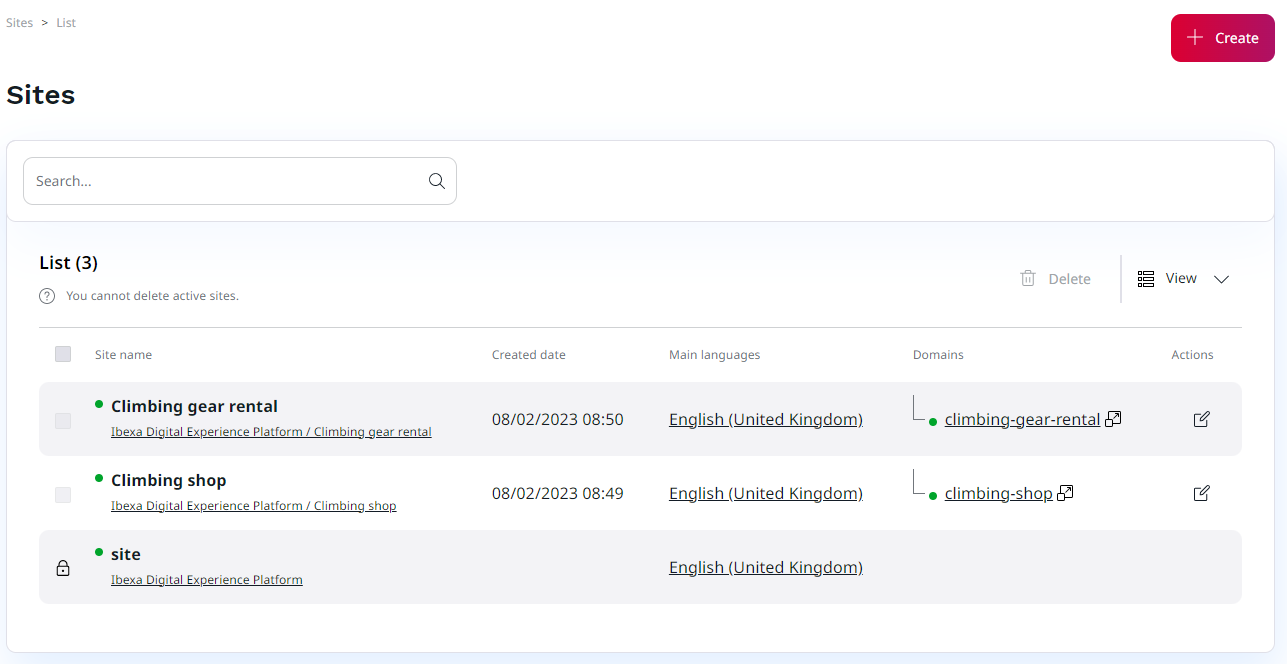 Sites > List
Create
Sites
Search...
List (3)
You cannot delete active sites.
Delete
View
Site name Created date Main languages Domains Actions
Climbing gear rental
Ibexa Digital Experience Platform / Climbing gear rental
08/02/2023 08:50 English (United Kingdom) climbing-gear-rental
Climbing shop
Ibexa Digital Experience Platform / Climbing shop
08/02/2023 08:49 English (United Kingdom) climbing-shop
site
Ibexa Digital Experience Platform
English (United Kingdom)